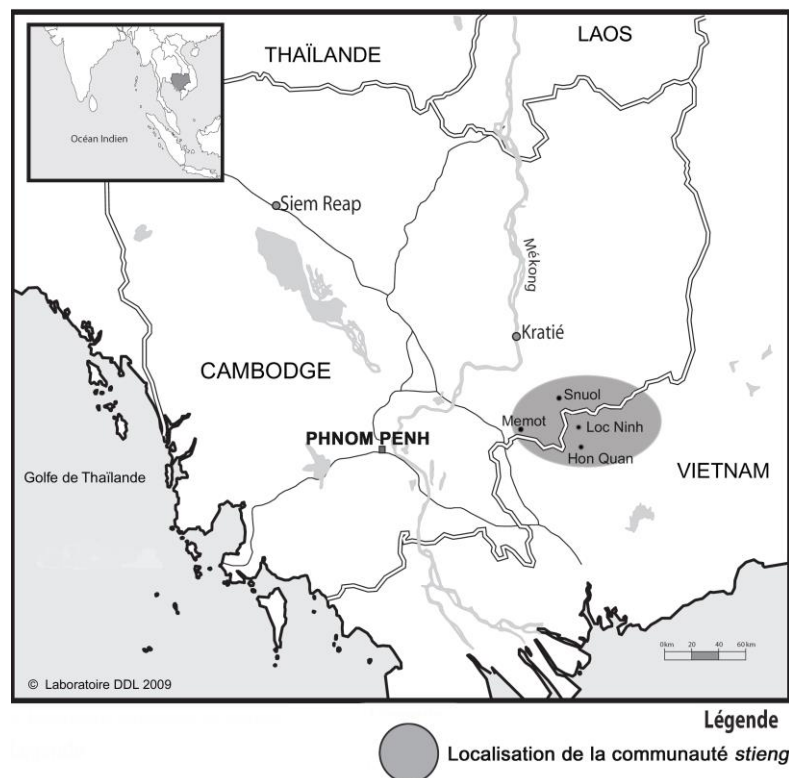 THAÏLANDE
LAOS
Océan Indien
Siem Reap
Mékong
Kratié
CAMBODGE
Snuol
Memot
Loc Ninh
PHNOM PENH
Hon Quan
Golfe de Thaïlande
VIETNAM
0km 20 40 60km
© Laboratoire DDL 2009
Légende
Localisation de la communauté stieng